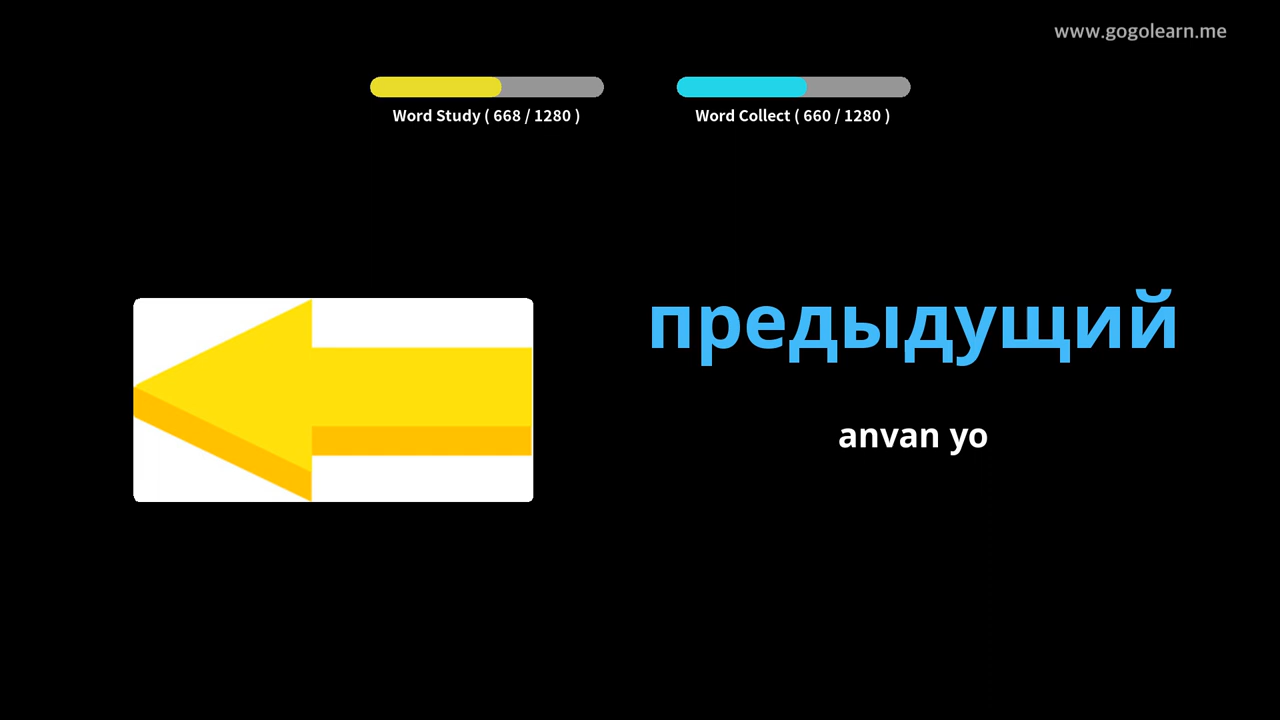 www.gogolearn.me
Word Study ( 668 / 1280 )
Word Collect ( 660 / 1280 )
предыдущий
anvan yo